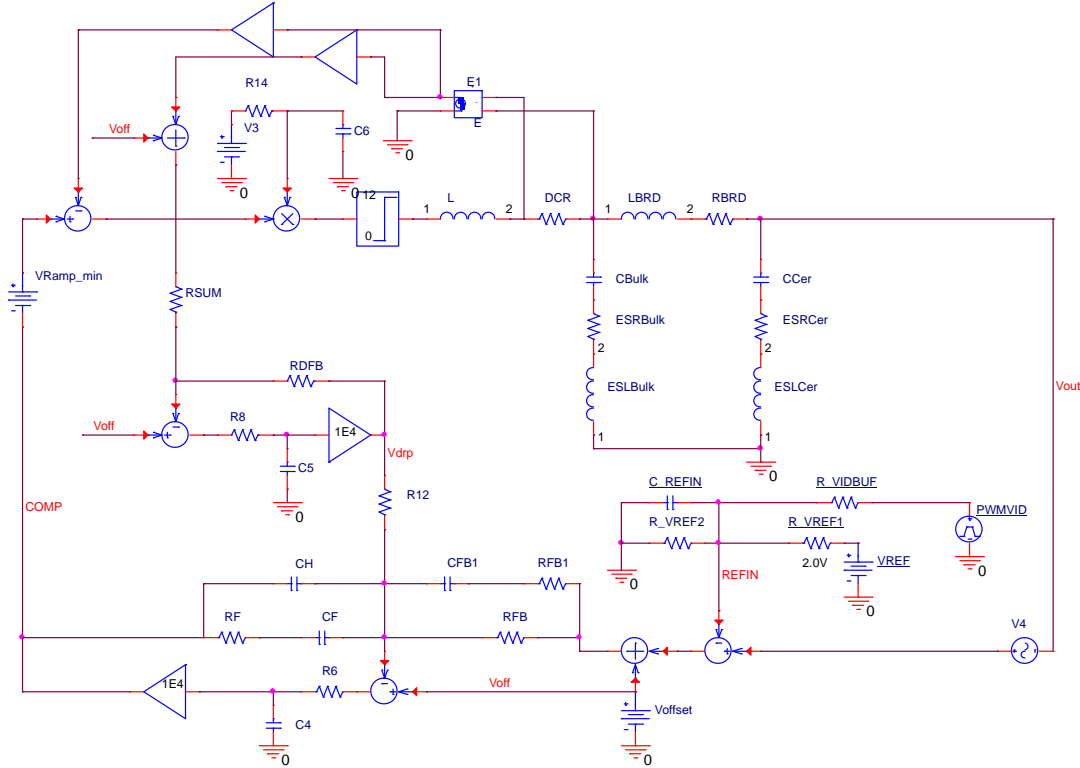 E1
R14
E
V3
C6
Voff
0
0
0
12
0
L
1
2
DCR
LBRD
1
2
RBRD
VRamp_min
CBulk
CCer
RSUM
ESRBulk
ESRCer
2
2
RDFB
ESLBulk
ESLCer
Vout
R8
Voff
1E4
1
1
Vdrp
C5
0
0
R12
C_REFIN
R_VIDBUF
COMP
PWMVID
R_VREF2
R_VREF1
2.0V
VREF
0
0
REFIN
0
CH
CFB1
RFB1
RF
CF
RFB
V4
R6
1E4
Voff
Voffset
C4
0
0